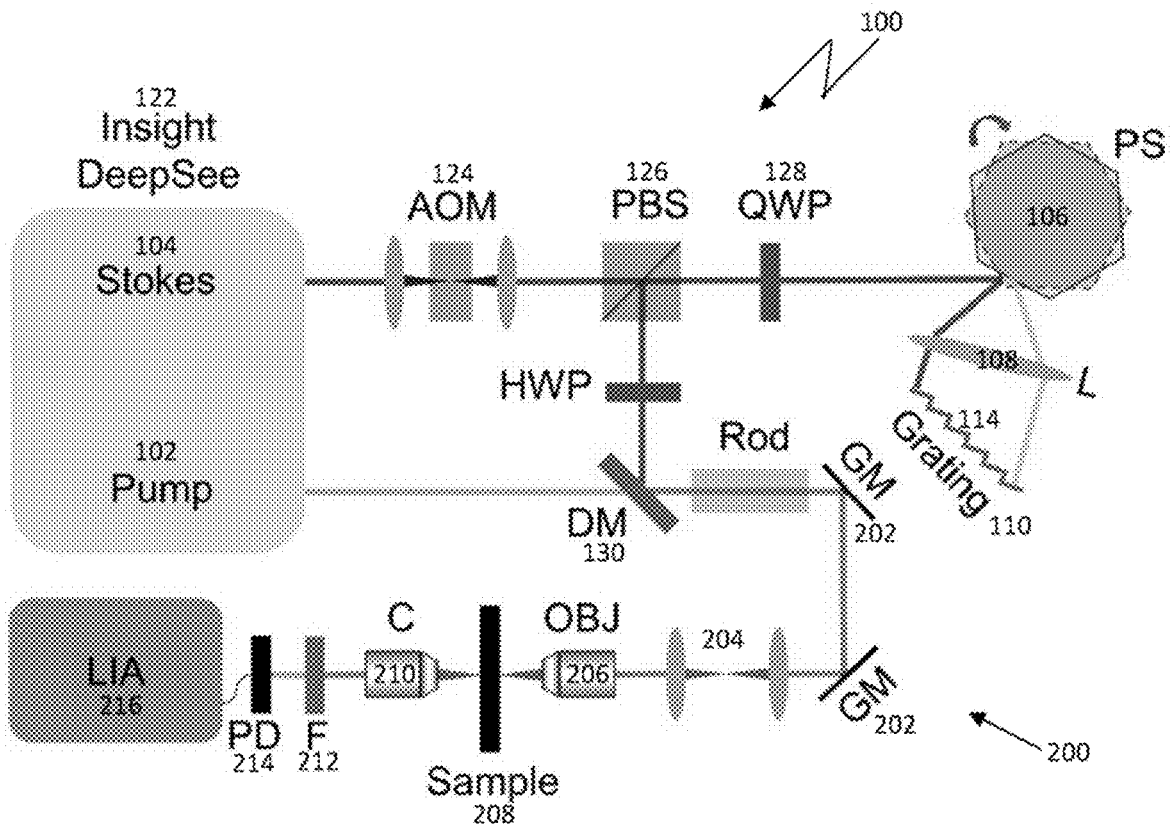 100
122
Insight
DeepSee
PS
124
AOM
126
PBS
128
QWP
106
104
Stokes
108
L
HWP
114
Grating
110
Rod
GM
202
102
Pump
DM
130
C
OBJ
204
GM
202
LIA
216
210
206
PD
214
F
212
Sample
208
200